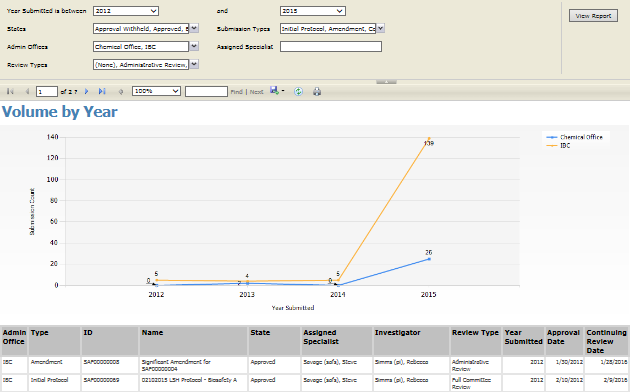 Year Submitted is between 2012 and 2015 View Report
States Approval Withheld, Approved, E Submission Types Initial Protocol, Amendment, Co
Admin Offices Chemical Office, IBC Assigned Specialist
Review Types (None), Administrative Review,
1 of 2 ? 100% Find | Next
Volume by Year
140
120
100
80
60
40
20
0
Submission Count
5 4 5 139
0 2 0 26
2012 2013 2014 2015
Year Submitted
Chemical Office
IBC
Admin Office Type ID Name State Assigned Specialist Investigator Review Type Year Submitted Approval Date Continuing Review Date
IBC Amendment SAF00000008 Significant Amendment for SAF00000004 Approved Savage (safs), Steve Simms (pi), Rebecca Administrative Review 2012 1/30/2012 1/28/2016
IBC Initial Protocol SAF00000069 02102015 LSH Protocol - Biosafety A Approved Savage (safs), Steve Simms (pi), Rebecca Full Committee Review 2012 2/10/2012 2/9/2016